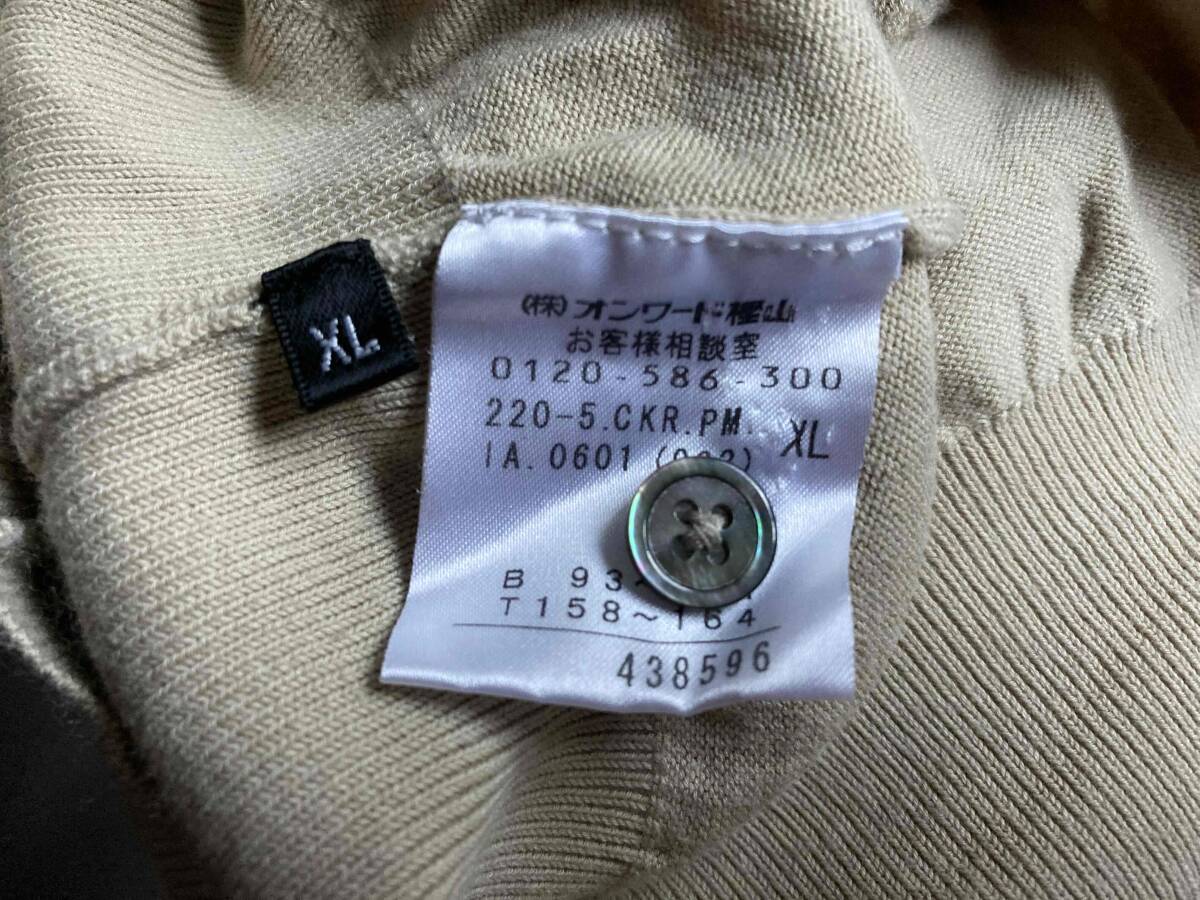 XL
(株)オンワード樫山
お客様相談室
0120-586-300
220-5.CKR.PM.
XL
IA.0601
B 93~
T158~164
438596